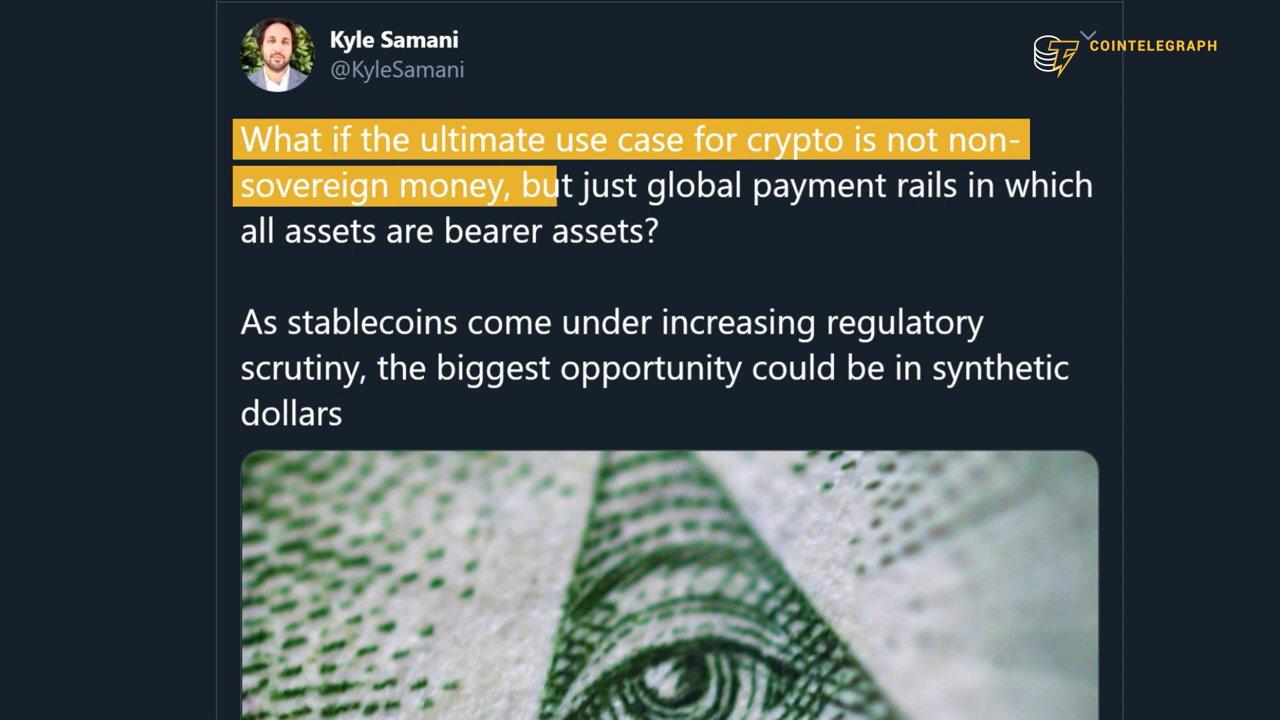 Kyle Samani
@KyleSamani
COINTELEGRAPH
What if the ultimate use case for crypto is not non-
sovereign money, but just global payment rails in which
all assets are bearer assets?
As stablecoins come under increasing regulatory
scrutiny, the biggest opportunity could be in synthetic
dollars